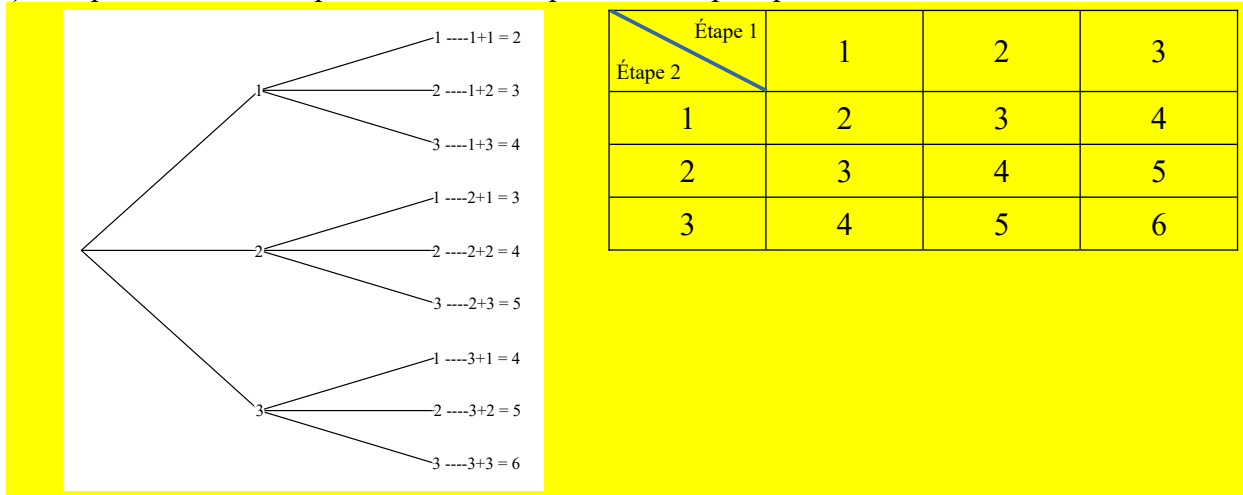 1 ----1+1 = 2
2 ----1+2 = 3
1
3 ----1+3 = 4
1 ----2+1 = 3
2 ----2+2 = 4
2
3 ----2+3 = 5
1 ----3+1 = 4
2 ----3+2 = 5
3
3 ----3+3 = 6
Étape 1
Étape 2
1 2 3
1 2 3 4
2 3 4 5
3 4 5 6